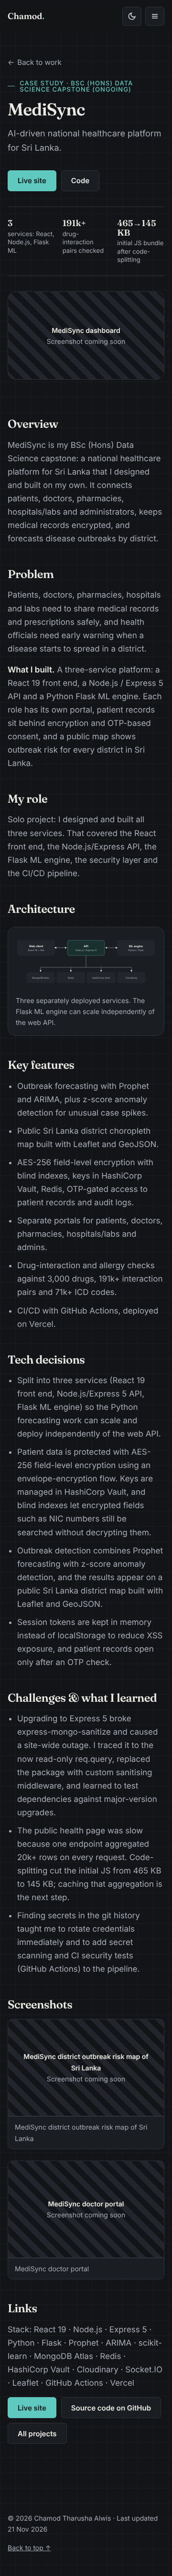 Chamod.
← Back to work
CASE STUDY · BSC (HONS) DATA
SCIENCE CAPSTONE (ONGOING)
MediSync
AI-driven national healthcare platform
for Sri Lanka.
Live site
Code
3
services: React,
Node.js, Flask
ML
191k+
drug-
interaction
pairs checked
465→145
KB
initial JS bundle
after code-
splitting
MediSync dashboard
Screenshot coming soon
Overview
MediSync is my BSc (Hons) Data
Science capstone: a national healthcare
platform for Sri Lanka that I designed
and built on my own. It connects
patients, doctors, pharmacies,
hospitals/labs and administrators, keeps
medical records encrypted, and
forecasts disease outbreaks by district.
Problem
Patients, doctors, pharmacies, hospitals
and labs need to share medical records
and prescriptions safely, and health
officials need early warning when a
disease starts to spread in a district.
What I built. A three-service platform: a
React 19 front end, a Node.js / Express 5
API and a Python Flask ML engine. Each
role has its own portal, patient records
sit behind encryption and OTP-based
consent, and a public map shows
outbreak risk for every district in Sri
Lanka.
My role
Solo project: I designed and built all
three services. That covered the React
front end, the Node.js/Express API, the
Flask ML engine, the security layer and
the CI/CD pipeline.
Architecture
Web client
API
ML engine
Three separately deployed services. The
Flask ML engine can scale independently of
the web API.
Key features
• Outbreak forecasting with Prophet
and ARIMA, plus z-score anomaly
detection for unusual case spikes.
• Public Sri Lanka district choropleth
map built with Leaflet and GeoJSON.
• AES-256 field-level encryption with
blind indexes, keys in HashiCorp
Vault, Redis, OTP-gated access to
patient records and audit logs.
• Separate portals for patients, doctors,
pharmacies, hospitals/labs and
admins.
• Drug-interaction and allergy checks
against 3,000 drugs, 191k+ interaction
pairs and 71k+ ICD codes.
• CI/CD with GitHub Actions, deployed
on Vercel.
Tech decisions
• Split into three services (React 19
front end, Node.js/Express 5 API,
Flask ML engine) so the Python
forecasting work can scale and
deploy independently of the web API.
• Patient data is protected with AES-
256 field-level encryption using an
envelope-encryption flow. Keys are
managed in HashiCorp Vault, and
blind indexes let encrypted fields
such as NIC numbers still be
searched without decrypting them.
• Outbreak detection combines Prophet
forecasting with z-score anomaly
detection, and the results appear on a
public Sri Lanka district map built with
Leaflet and GeoJSON.
• Session tokens are kept in memory
instead of localStorage to reduce XSS
exposure, and patient records open
only after an OTP check.
Challenges & what I learned
• Upgrading to Express 5 broke
express-mongo-sanitize and caused
a site-wide outage. I traced it to the
now read-only req.query, replaced
the package with custom sanitising
middleware, and learned to test
dependencies against major-version
upgrades.
• The public health page was slow
because one endpoint aggregated
20k+ rows on every request. Code-
splitting cut the initial JS from 465 KB
to 145 KB; caching that aggregation is
the next step.
• Finding secrets in the git history
taught me to rotate credentials
immediately and to add secret
scanning and CI security tests
(GitHub Actions) to the pipeline.
Screenshots
MediSync district outbreak risk map of
Sri Lanka
Screenshot coming soon
MediSync district outbreak risk map of Sri
Lanka
MediSync doctor portal
Screenshot coming soon
MediSync doctor portal
Links
Stack: React 19 · Node.js · Express 5 ·
Python · Flask · Prophet · ARIMA · scikit-
learn · MongoDB Atlas · Redis ·
HashiCorp Vault · Cloudinary · Socket.IO
· Leaflet · GitHub Actions · Vercel
Live site
Source code on GitHub
All projects
© 2026 Chamod Tharusha Alwis · Last updated
21 Nov 2026
Back to top ↑